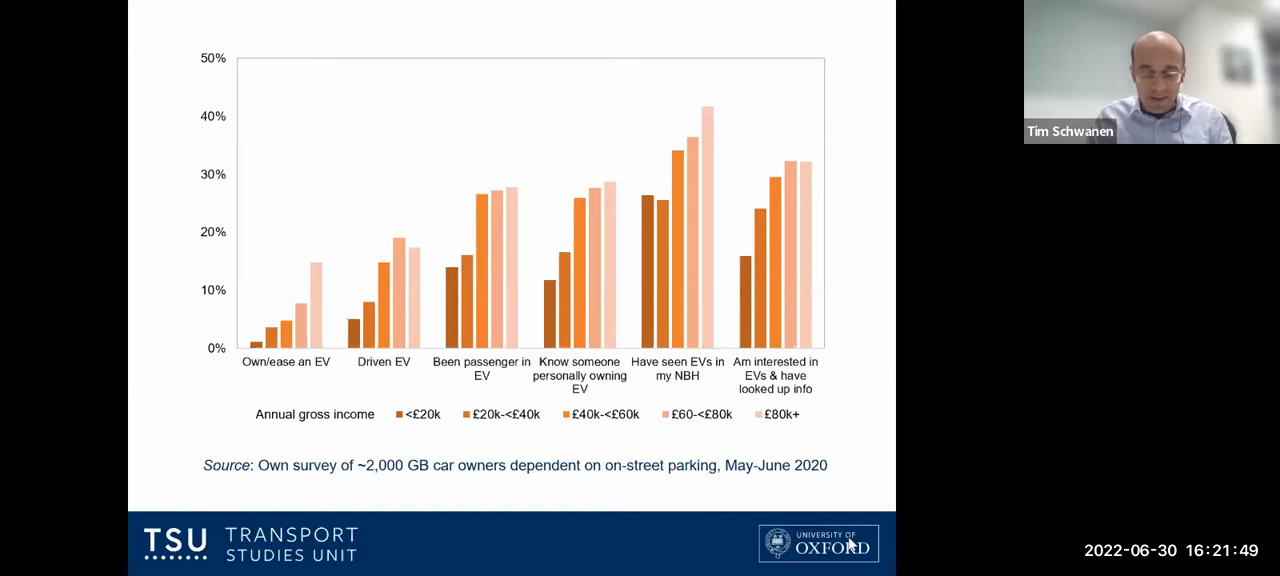 50%
40%
30%
20%
10%
0%
Own/ease an EV
Driven EV
Been passenger in
EV
Know someone
personally owning
EV
Have seen EVs in
my NBH
Am interested in
EVs & have
looked up info
Annual gross income <£20k £20k-<£40k £40k-<£60k £60-<£80k £80k+
Source: Own survey of ~2,000 GB car owners dependent on on-street parking, May-June 2020
TSU TRANSPORT
STUDIES UNIT
UNIVERSITY OF
OXFORD
Tim Schwanen
2022-06-30 16:21:49